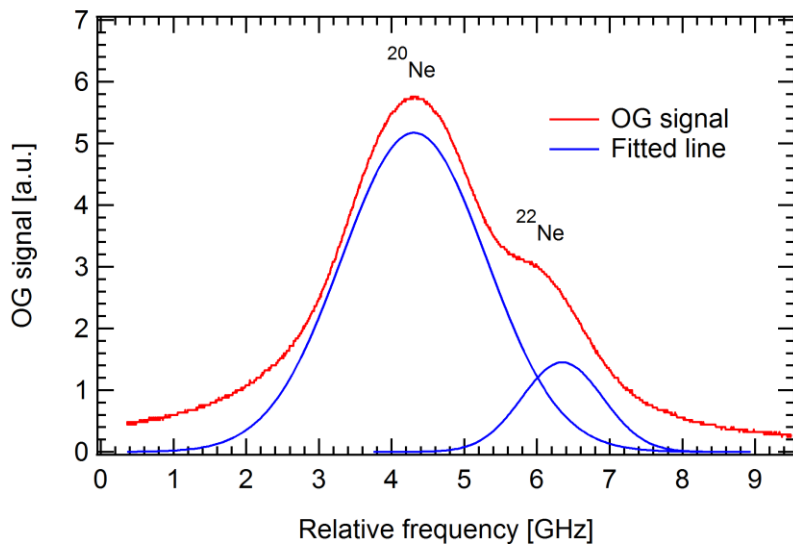 7
6
5
4
3
2
1
0
OG signal [a.u.]
²⁰Ne
²²Ne
OG signal
Fitted line
0 1 2 3 4 5 6 7 8 9
Relative frequency [GHz]